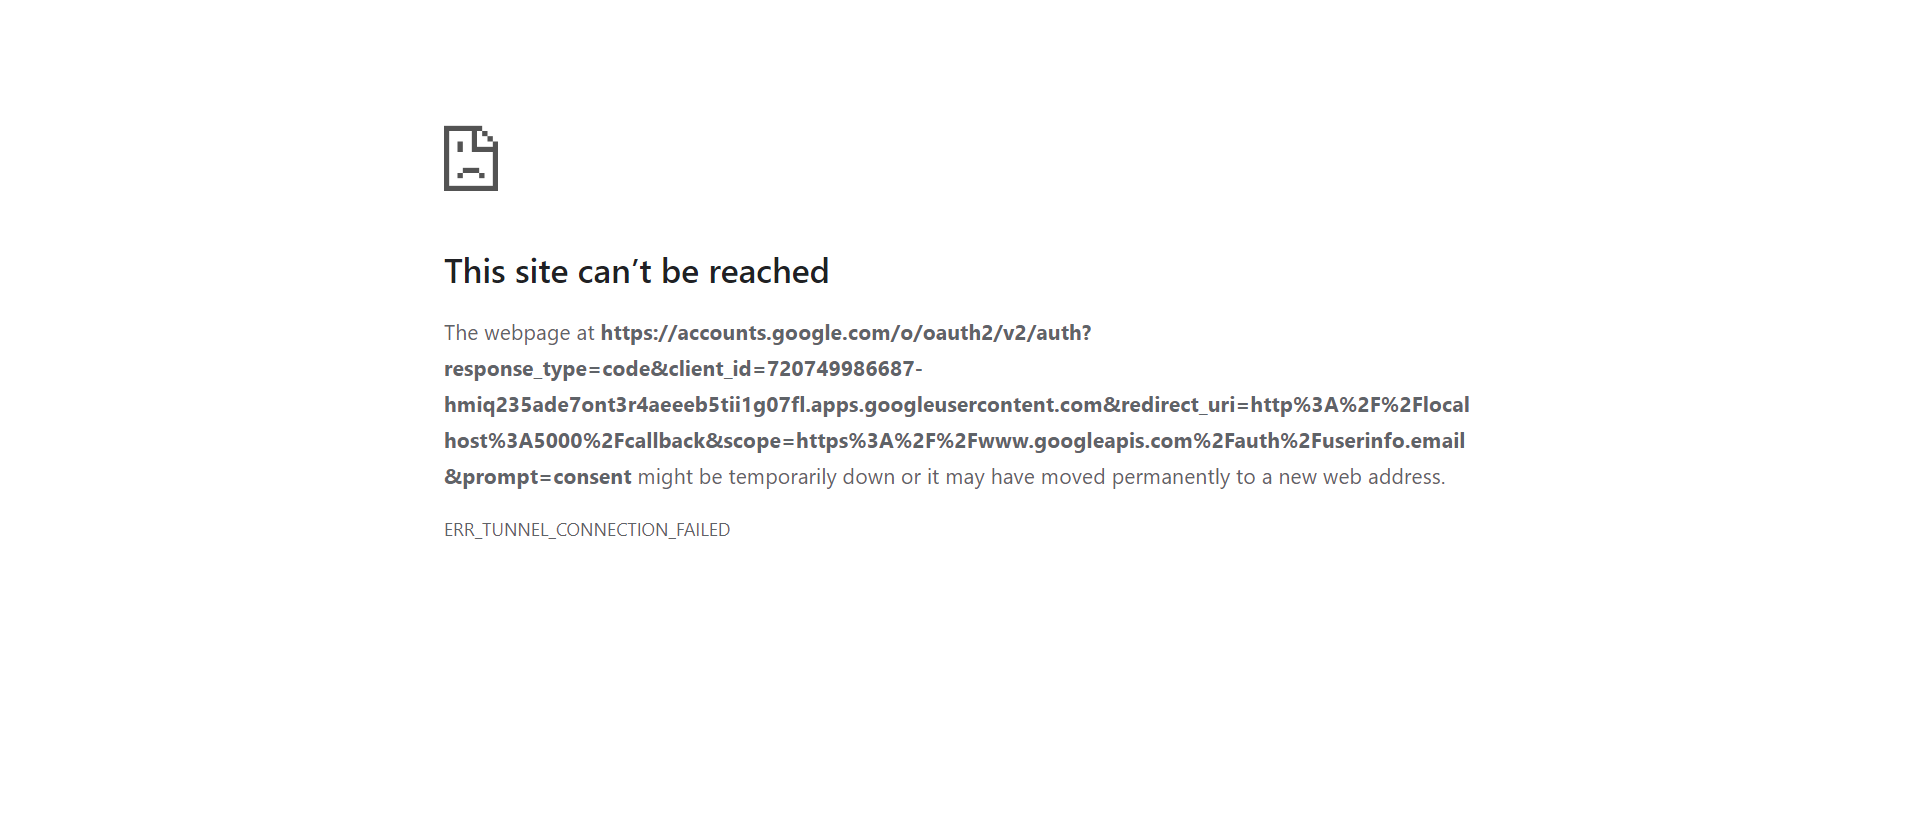 This site can’t be reached
The webpage at https://accounts.google.com/o/oauth2/v2/auth?
response_type=code&client_id=720749986687-
hmiq235ade7ont3r4aeeeb5tii1g07fl.apps.googleusercontent.com&redirect_uri=http%3A%2F%2Flocal
host%3A5000%2Fcallback&scope=https%3A%2F%2Fwww.googleapis.com%2Fauth%2Fuserinfo.email
&prompt=consent might be temporarily down or it may have moved permanently to a new web address.
ERR_TUNNEL_CONNECTION_FAILED